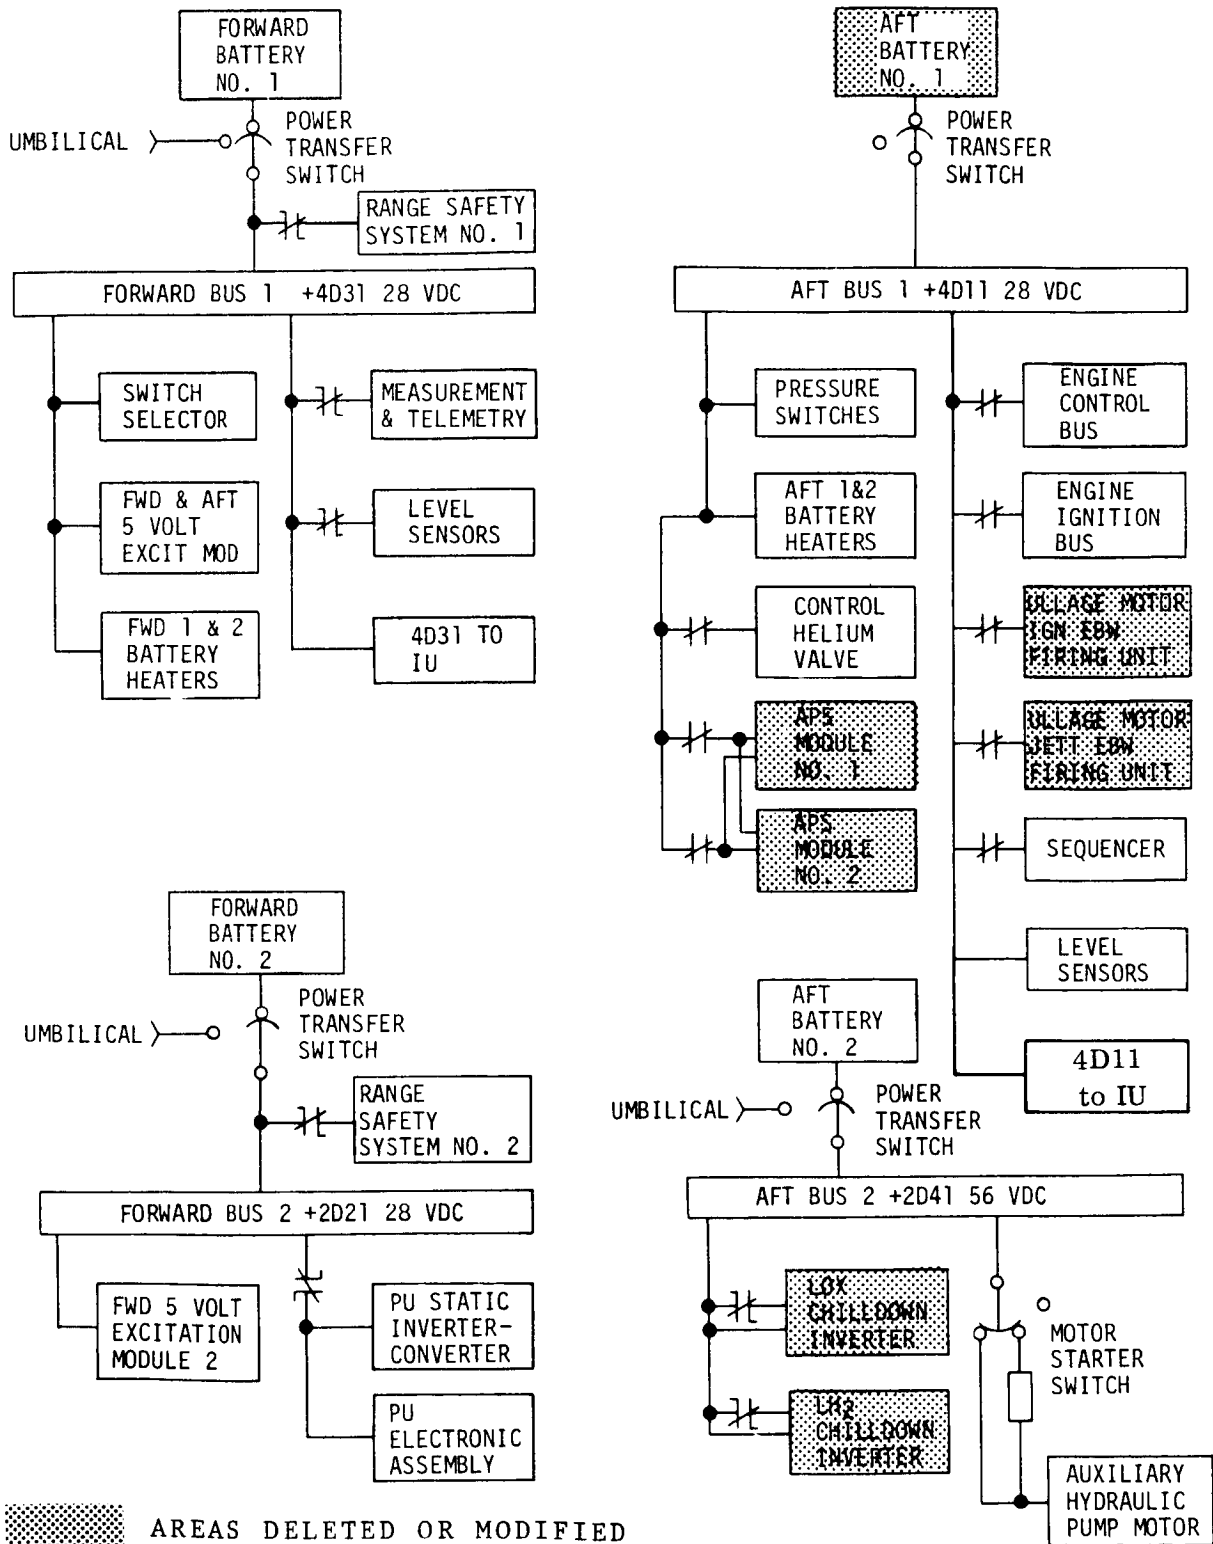 FORWARD
BATTERY
NO. 1
UMBILICAL
POWER
TRANSFER
SWITCH
RANGE SAFETY
SYSTEM NO. 1
FORWARD BUS 1 +4D31 28 VDC
SWITCH
SELECTOR
MEASUREMENT
& TELEMETRY
FWD & AFT
5 VOLT
EXCIT MOD
LEVEL
SENSORS
FWD 1 & 2
BATTERY
HEATERS
4D31 TO
IU
AFT
BATTERY
NO. 1
POWER
TRANSFER
SWITCH
AFT BUS 1 +4D11 28 VDC
PRESSURE
SWITCHES
ENGINE
CONTROL
BUS
AFT 1&2
BATTERY
HEATERS
ENGINE
IGNITION
BUS
CONTROL
HELIUM
VALVE
ULLAGE MOTOR
IGN EBW
FIRING UNIT
APS
MODULE
NO. 1
ULLAGE MOTOR
JETT EBW
FIRING UNIT
APS
MODULE
NO. 2
SEQUENCER
LEVEL
SENSORS
4D11
to IU
FORWARD
BATTERY
NO. 2
UMBILICAL
POWER
TRANSFER
SWITCH
RANGE
SAFETY
SYSTEM NO. 2
FORWARD BUS 2 +2D21 28 VDC
FWD 5 VOLT
EXCITATION
MODULE 2
PU STATIC
INVERTER-
CONVERTER
PU
ELECTRONIC
ASSEMBLY
AFT
BATTERY
NO. 2
UMBILICAL
POWER
TRANSFER
SWITCH
AFT BUS 2 +2D41 56 VDC
LOX
CHILLDOWN
INVERTER
LH2
CHILLDOWN
INVERTER
MOTOR
STARTER
SWITCH
AUXILIARY
HYDRAULIC
PUMP MOTOR
AREAS DELETED OR MODIFIED